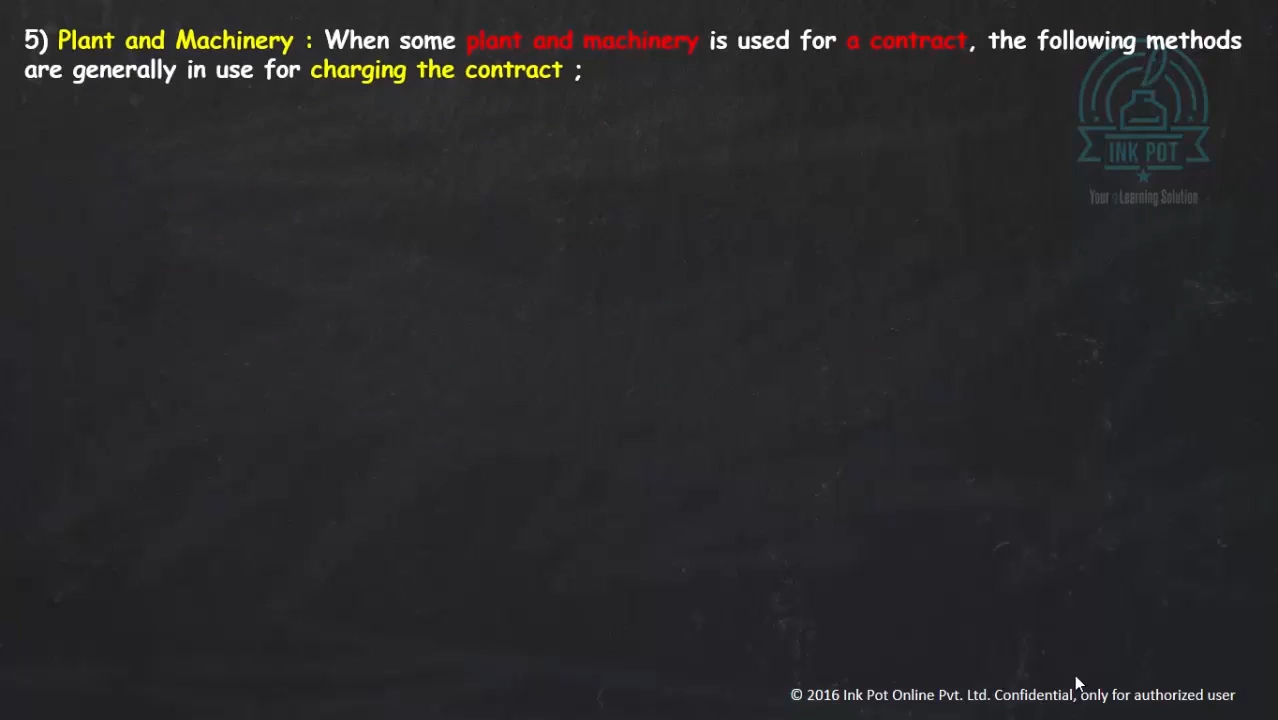 5) Plant and Machinery : When some plant and machinery is used for a contract, the following methods
are generally in use for charging the contract ;
INK POT
Your eLearning Solution
© 2016 Ink Pot Online Pvt. Ltd. Confidential, only for authorized user